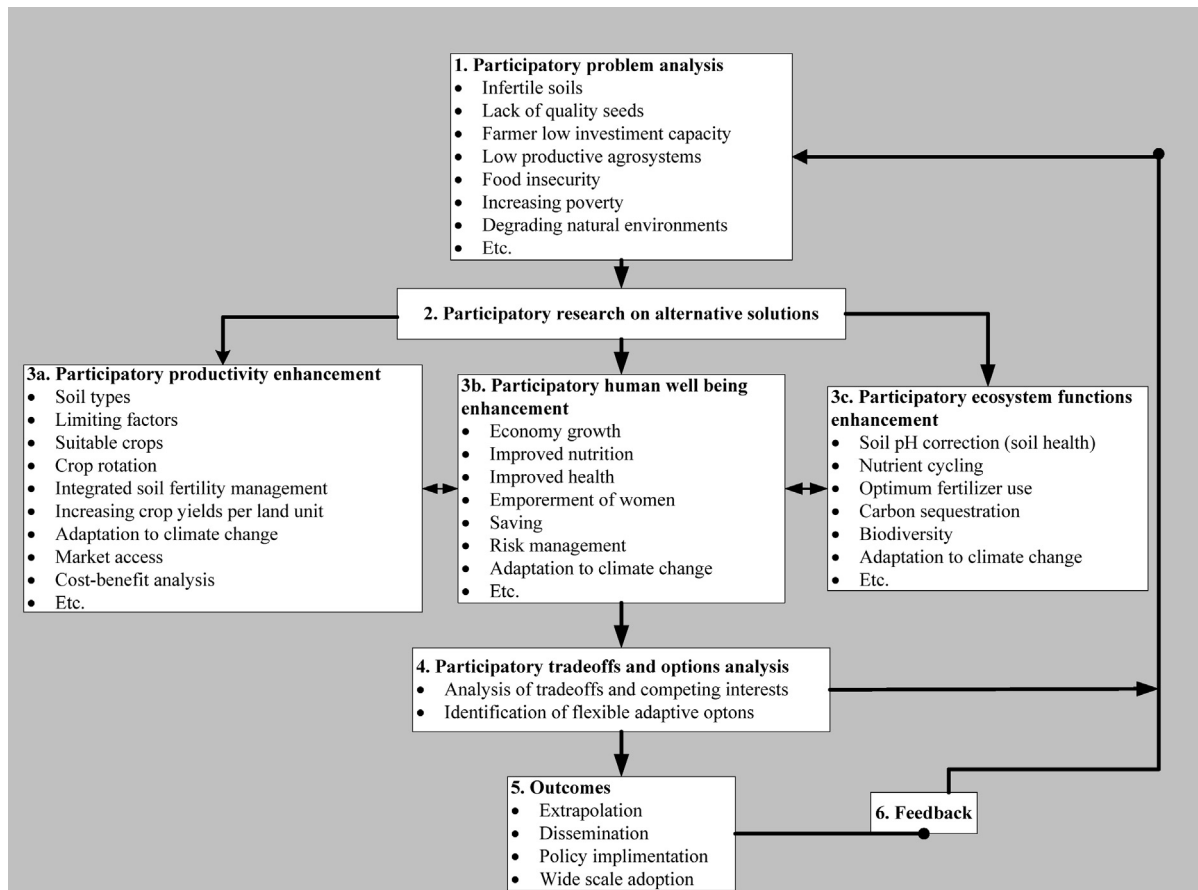 1. Participatory problem analysis
• Infertile soils
• Lack of quality seeds
• Farmer low investiment capacity
• Low productive agrosystems
• Food insecurity
• Increasing poverty
• Degrading natural environments
• Etc.
2. Participatory research on alternative solutions
3a. Participatory productivity enhancement
• Soil types
• Limiting factors
• Suitable crops
• Crop rotation
• Integrated soil fertility management
• Increasing crop yields per land unit
• Adaptation to climate change
• Market access
• Cost-benefit analysis
• Etc.
3b. Participatory human well being
enhancement
• Economy growth
• Improved nutrition
• Improved health
• Emporerment of women
• Saving
• Risk management
• Adaptation to climate change
• Etc.
3c. Participatory ecosystem functions
enhancement
• Soil pH correction (soil health)
• Nutrient cycling
• Optimum fertilizer use
• Carbon sequestration
• Biodiversity
• Adaptation to climate change
• Etc.
4. Participatory tradeoffs and options analysis
• Analysis of tradeoffs and competing interests
• Identification of flexible adaptive optons
5. Outcomes
• Extrapolation
• Dissemination
• Policy implimentation
• Wide scale adoption
6. Feedback